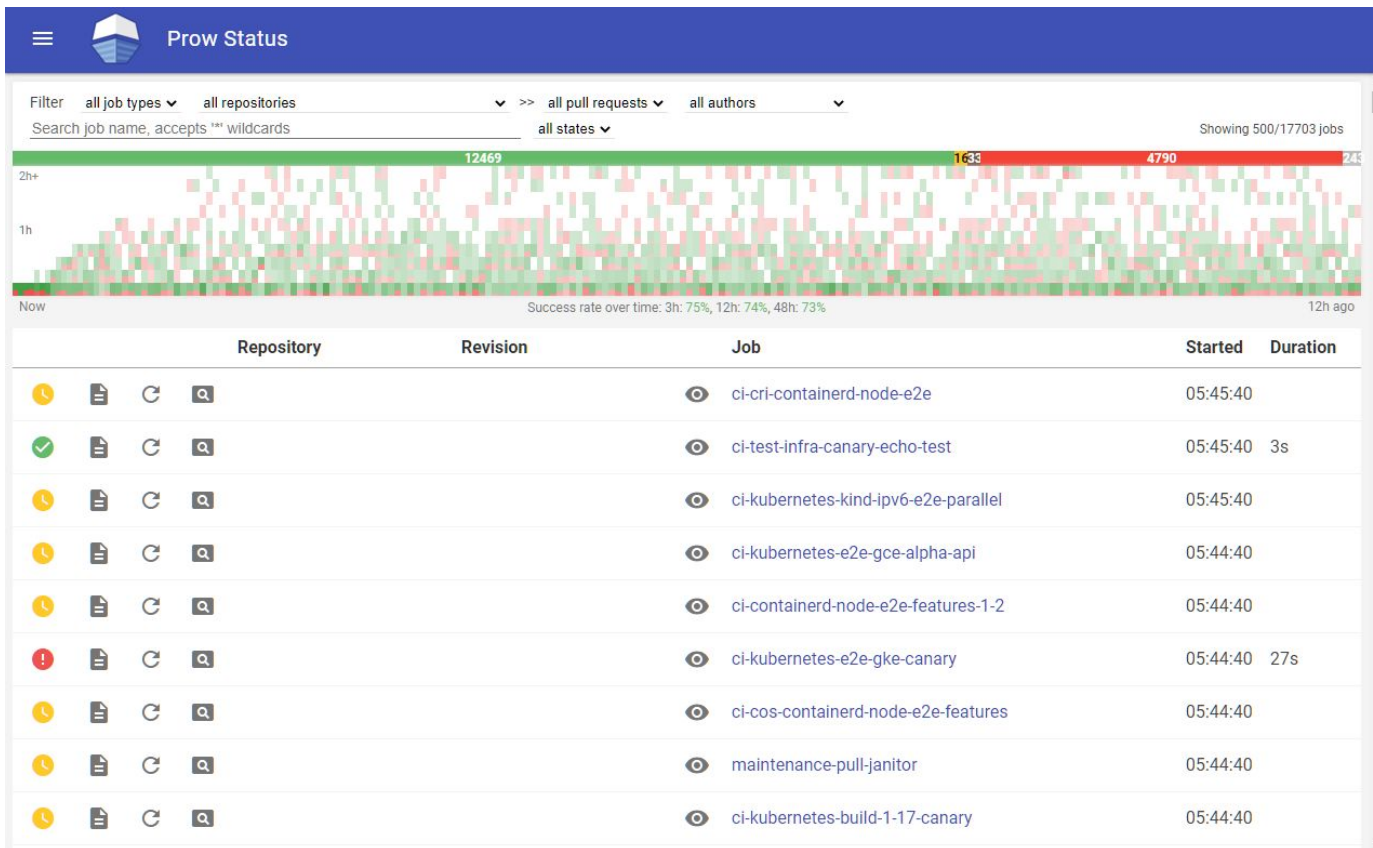 Prow Status
Filter all job types all repositories >> all pull requests all authors
Search job name, accepts '*' wildcards all states Showing 500/17703 jobs
12469 4790
2h+
1h
Now Success rate over time: 3h: 75%, 12h: 74%, 48h: 73% 12h ago
Repository Revision Job Started Duration
ci-cri-containerd-node-e2e 05:45:40
ci-test-infra-canary-echo-test 05:45:40 3s
ci-kubernetes-kind-ipv6-e2e-parallel 05:45:40
ci-kubernetes-e2e-gce-alpha-api 05:44:40
ci-containerd-node-e2e-features-1-2 05:44:40
ci-kubernetes-e2e-gke-canary 05:44:40 27s
ci-cos-containerd-node-e2e-features 05:44:40
maintenance-pull-janitor 05:44:40
ci-kubernetes-build-1-17-canary 05:44:40